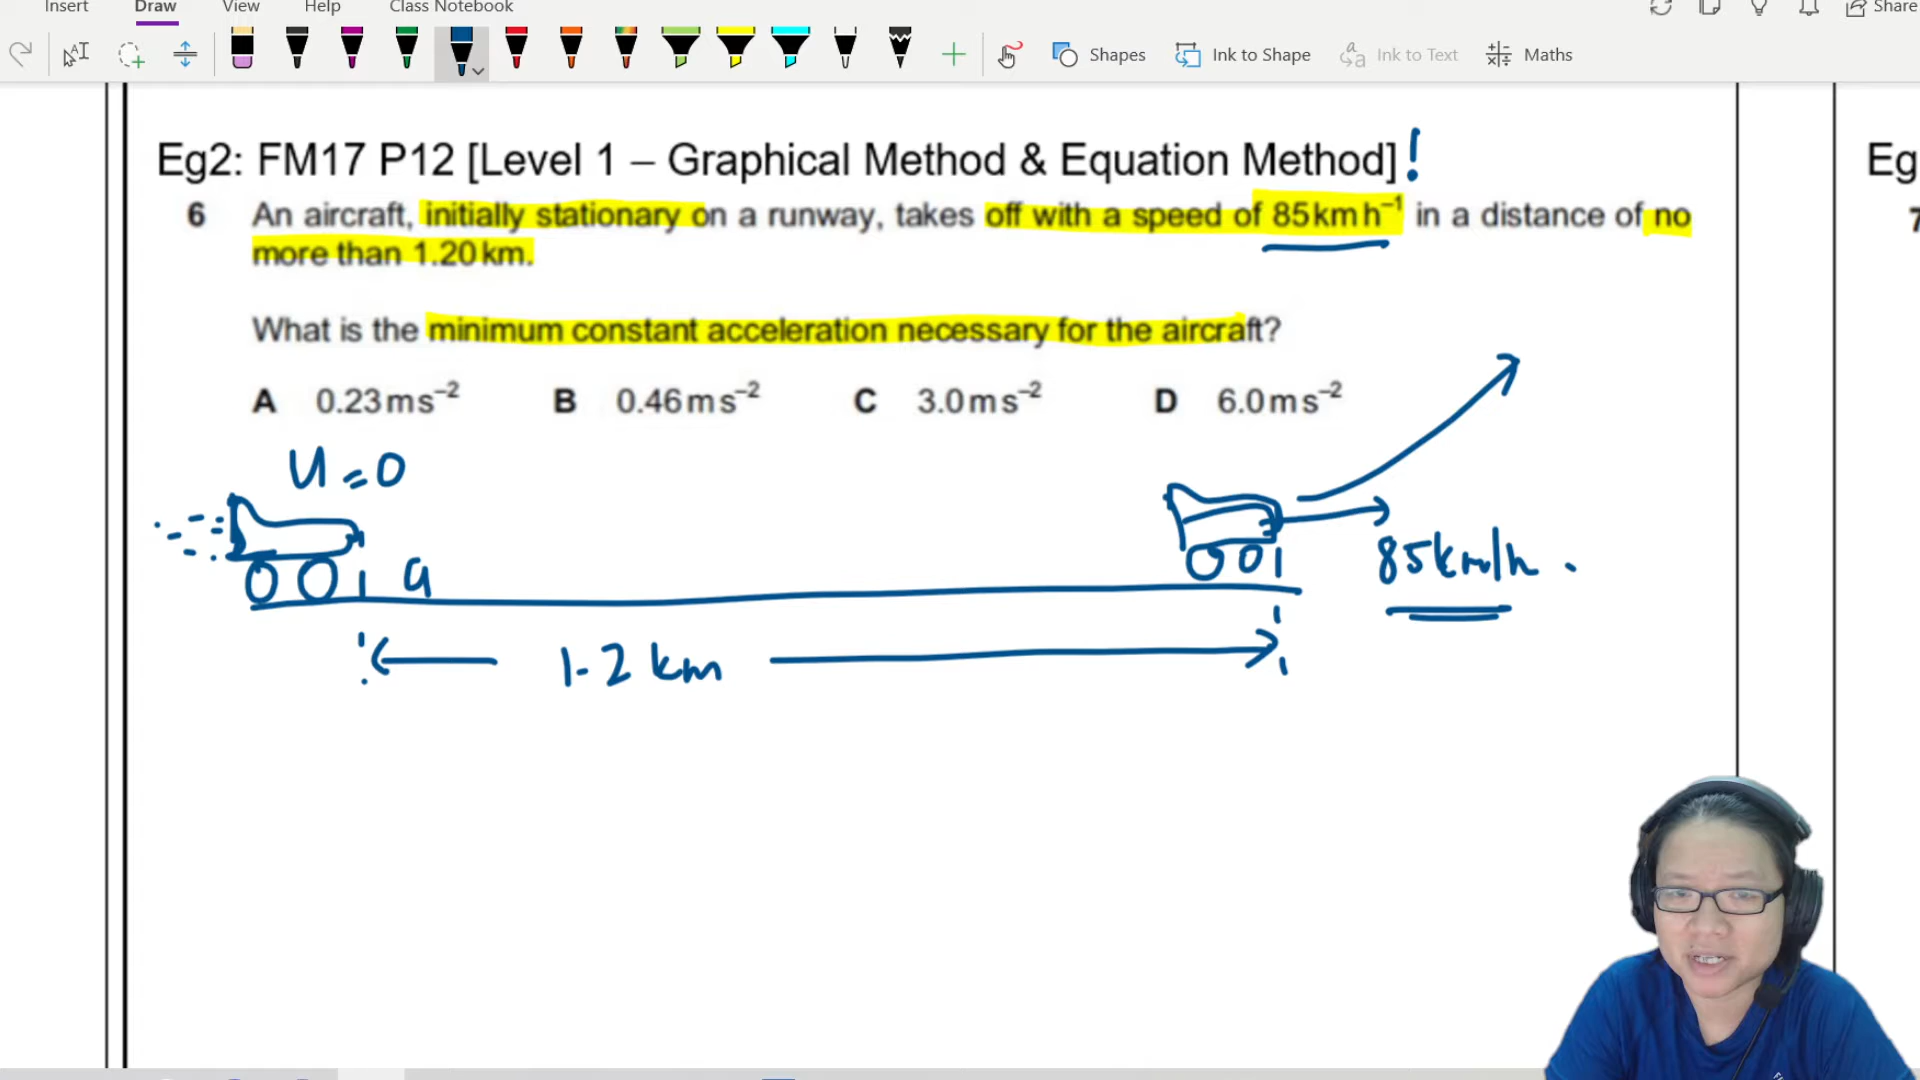 Insert Draw View Help Class Notebook Share
Shapes Ink to Shape Ink to Text Maths
Eg2: FM17 P12 [Level 1 – Graphical Method & Equation Method] !
Eg
6 An aircraft, initially stationary on a runway, takes off with a speed of 85 km h⁻¹ in a distance of no
more than 1.20 km.
7
What is the minimum constant acceleration necessary for the aircraft?
A 0.23 m s⁻² B 0.46 m s⁻² C 3.0 m s⁻² D 6.0 m s⁻²
u = 0
85 km/h.
a
1.2 km